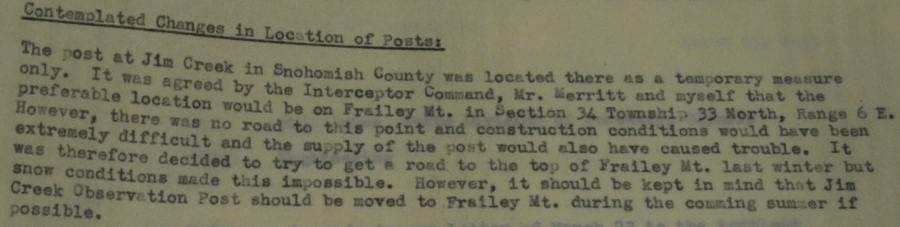 Contemplated Changes in Location of Posts:
The post at Jim Creek in Snohomish County was located there as a temporary measure
only. It was agreed by the Interceptor Command, Mr. Merritt and myself that the
preferable location would be on Frailey Mt. in Section 34 Township 33 North, Range 6 E.
However, there was no road to this point and construction conditions would have been
extremely difficult and the supply of the post would also have caused trouble. It
was therefore decided to try to get a road to the top of Frailey Mt. last winter but
snow conditions made this impossible. However, it should be kept in mind that Jim
Creek Observation Post should be moved to Frailey Mt. during the comming summer if
possible.